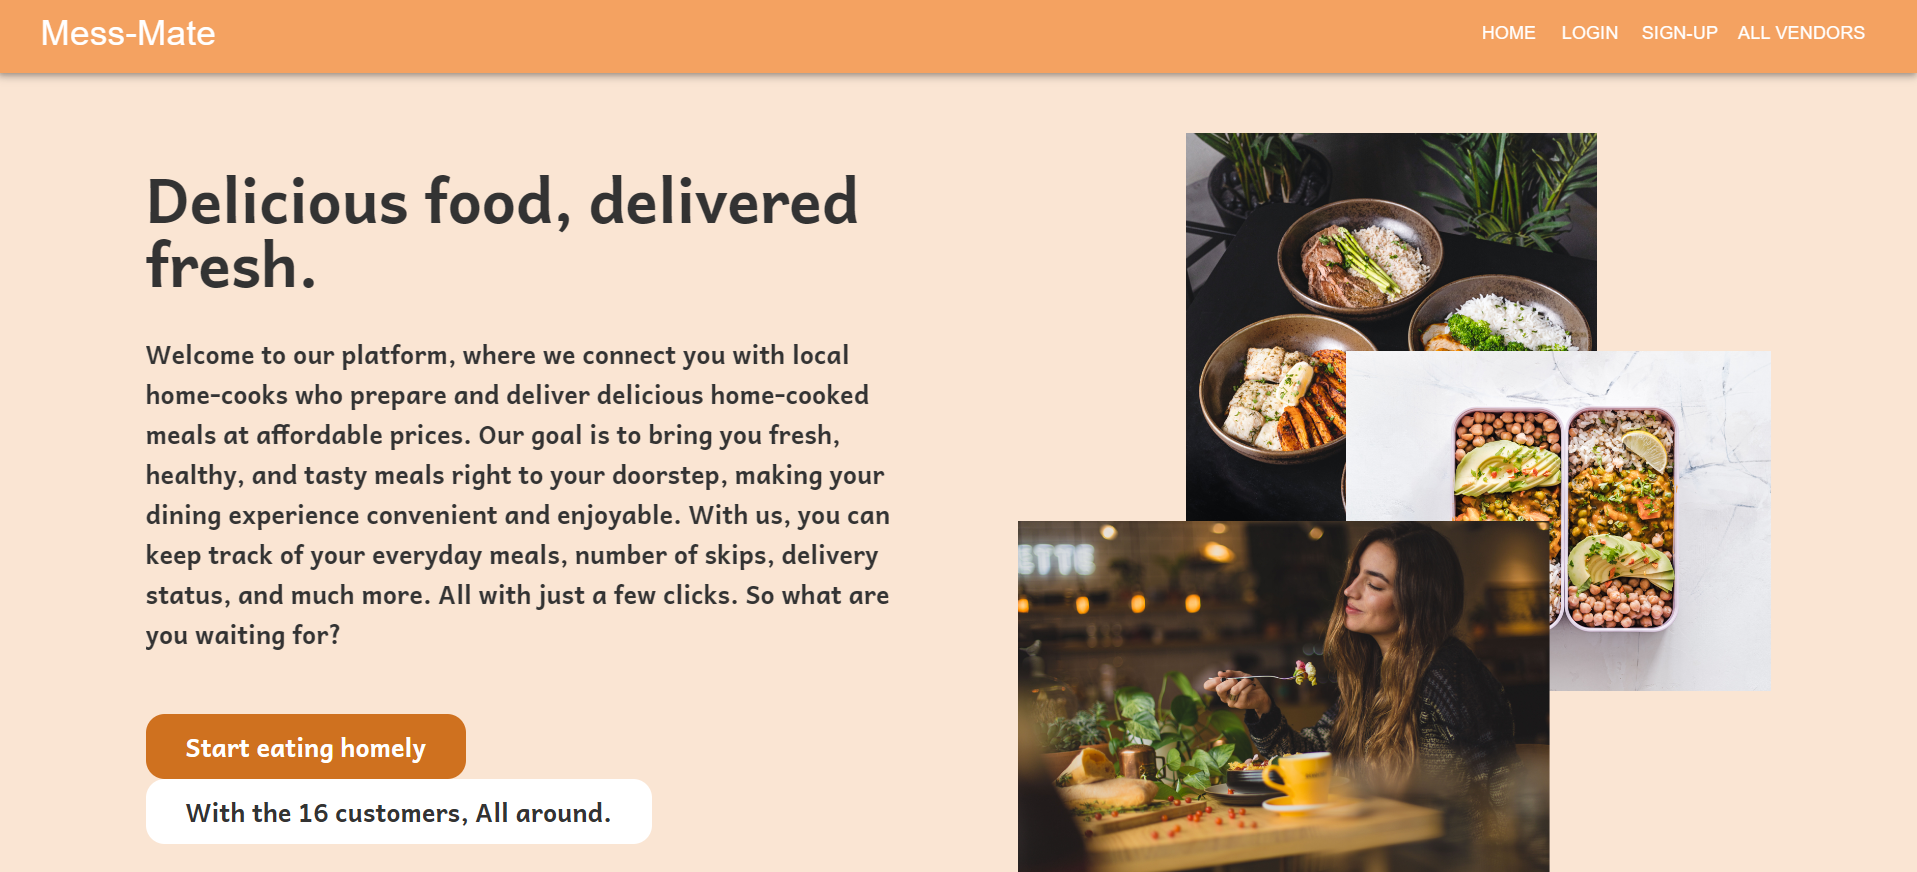 Mess-Mate
HOME LOGIN SIGN-UP ALL VENDORS
Delicious food, delivered
fresh.
Welcome to our platform, where we connect you with local
home-cooks who prepare and deliver delicious home-cooked
meals at affordable prices. Our goal is to bring you fresh,
healthy, and tasty meals right to your doorstep, making your
dining experience convenient and enjoyable. With us, you can
keep track of your everyday meals, number of skips, delivery
status, and much more. All with just a few clicks. So what are
you waiting for?
ETTE
Start eating homely
With the 16 customers, All around.